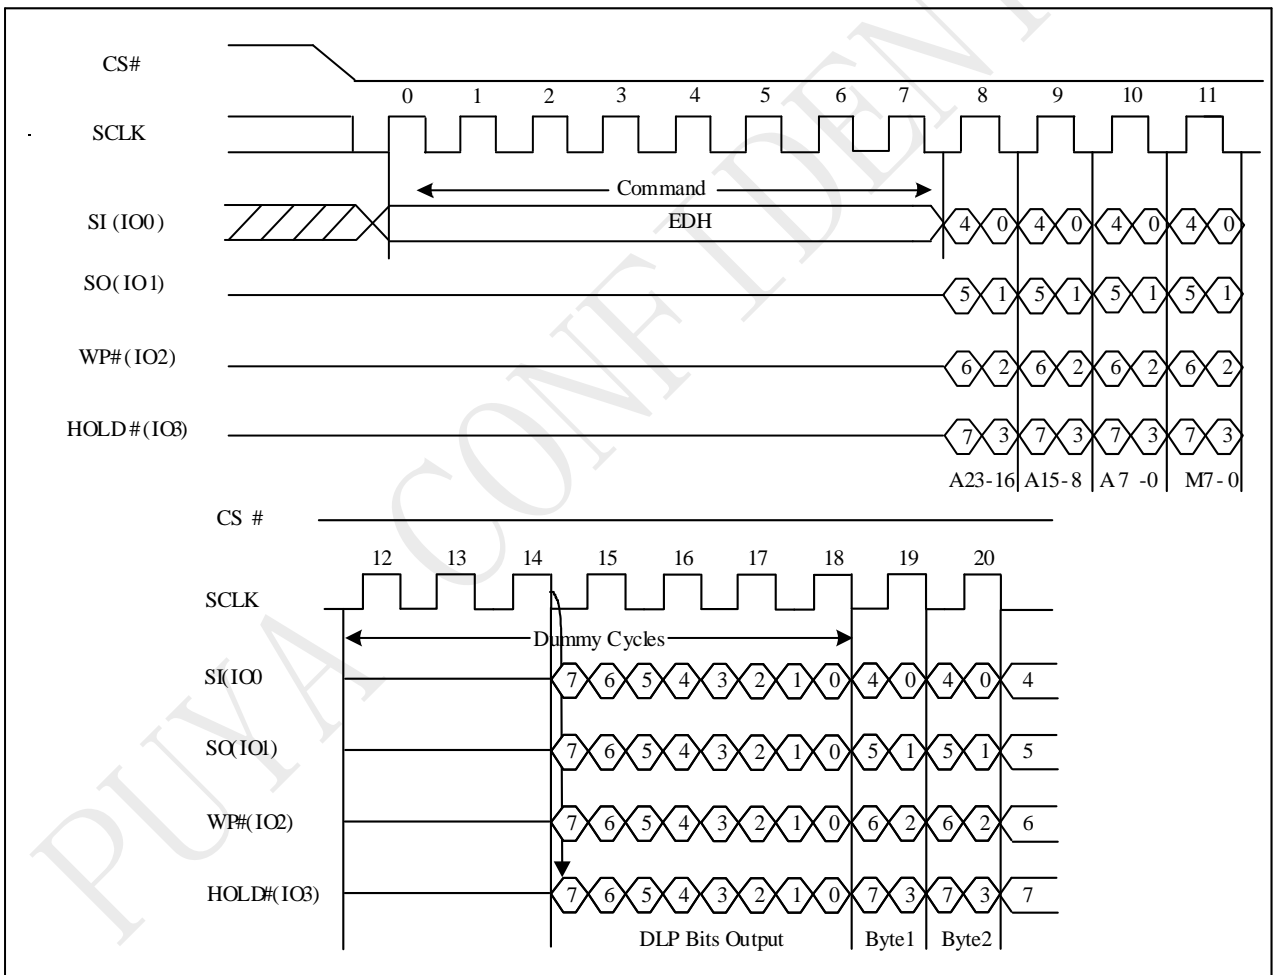 CS#
0 1 2 3 4 5 6 7 8 9 10 11
SCLK
Command
SI (IO0) EDH 4 0 4 0 4 0 4 0
SO(IO1) 5 1 5 1 5 1 5 1
WP#(IO2) 6 2 6 2 6 2 6 2
HOLD#(IO3) 7 3 7 3 7 3 7 3
A23-16 A15-8 A7-0 M7-0
CS #
12 13 14 15 16 17 18 19 20
SCLK
Dummy Cycles
SI(IO0 7 6 5 4 3 2 1 0 4 0 4 0 4
SO(IO1) 7 6 5 4 3 2 1 0 5 1 5 1 5
WP#(IO2) 7 6 5 4 3 2 1 0 6 2 6 2 6
HOLD#(IO3) 7 6 5 4 3 2 1 0 7 3 7 3 7
DLP Bits Output Byte1 Byte2
PUYA CONFIDENT